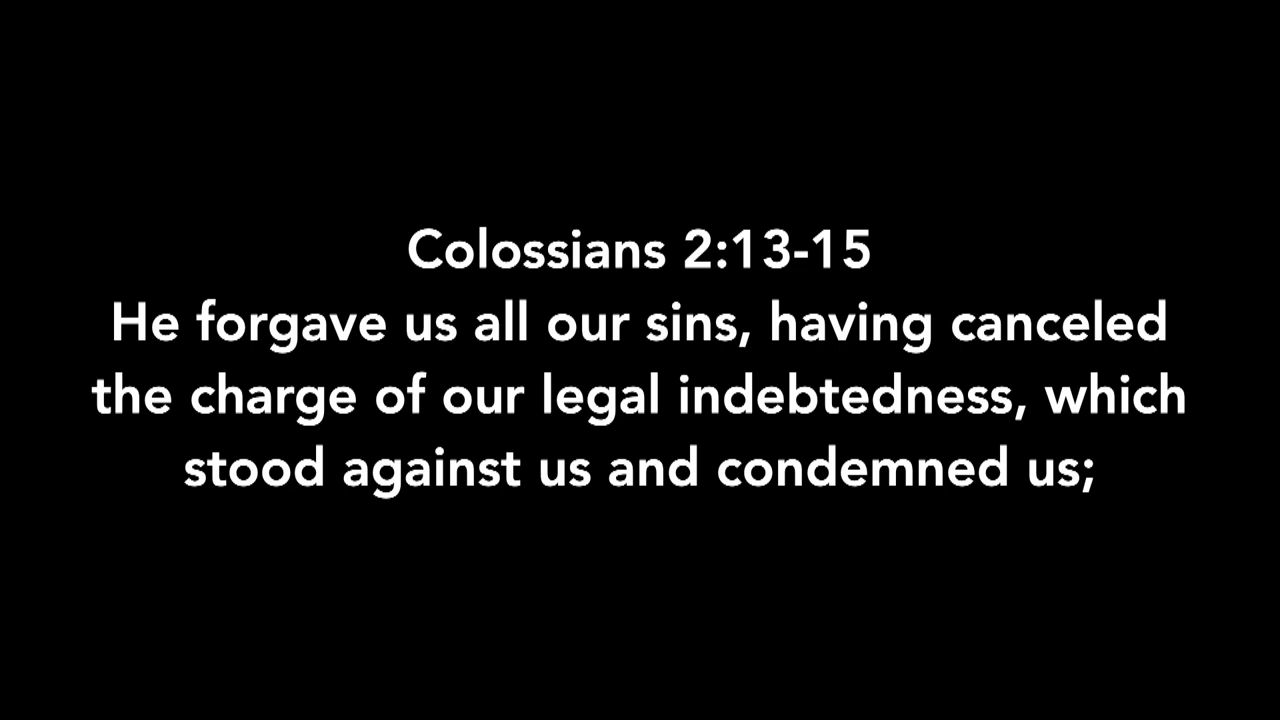 Colossians 2:13-15
He forgave us all our sins, having canceled
the charge of our legal indebtedness, which
stood against us and condemned us;